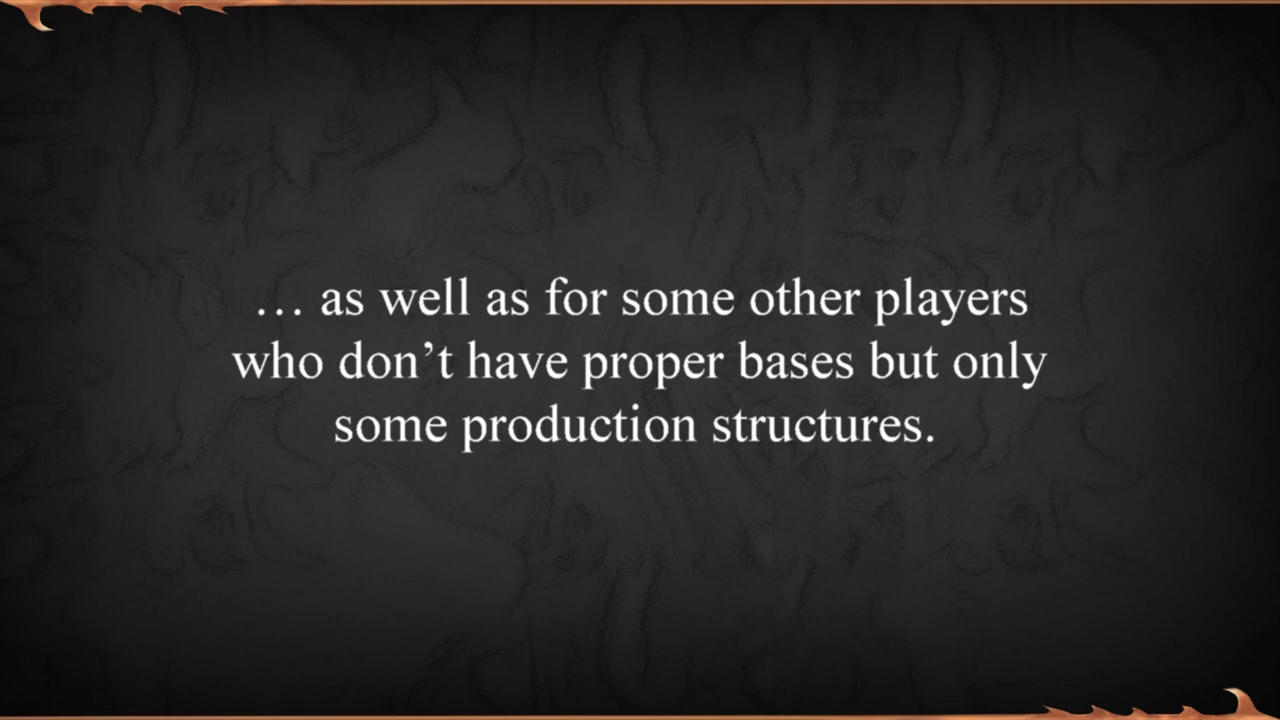 … as well as for some other players
who don’t have proper bases but only
some production structures.